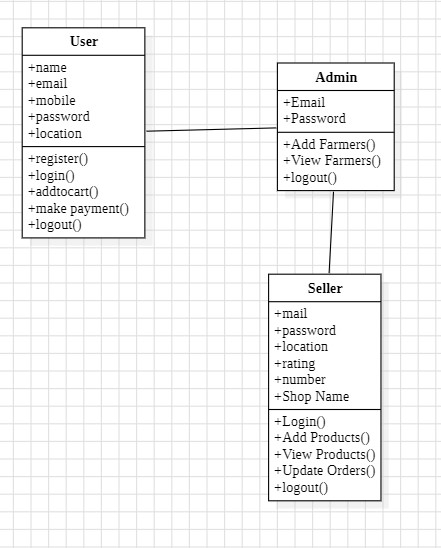 User
+name
+email
+mobile
+password
+location
+register()
+login()
+addtocart()
+make payment()
+logout()
Admin
+Email
+Password
+Add Farmers()
+View Farmers()
+logout()
Seller
+mail
+password
+location
+rating
+number
+Shop Name
+Login()
+Add Products()
+View Products()
+Update Orders()
+logout()